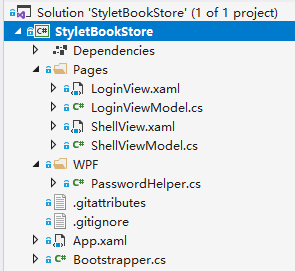 Solution 'StyletBookStore' (1 of 1 project)
C# StyletBookStore
Dependencies
Pages
LoginView.xaml
C# LoginViewModel.cs
ShellView.xaml
C# ShellViewModel.cs
WPF
C# PasswordHelper.cs
.gitattributes
.gitignore
App.xaml
C# Bootstrapper.cs